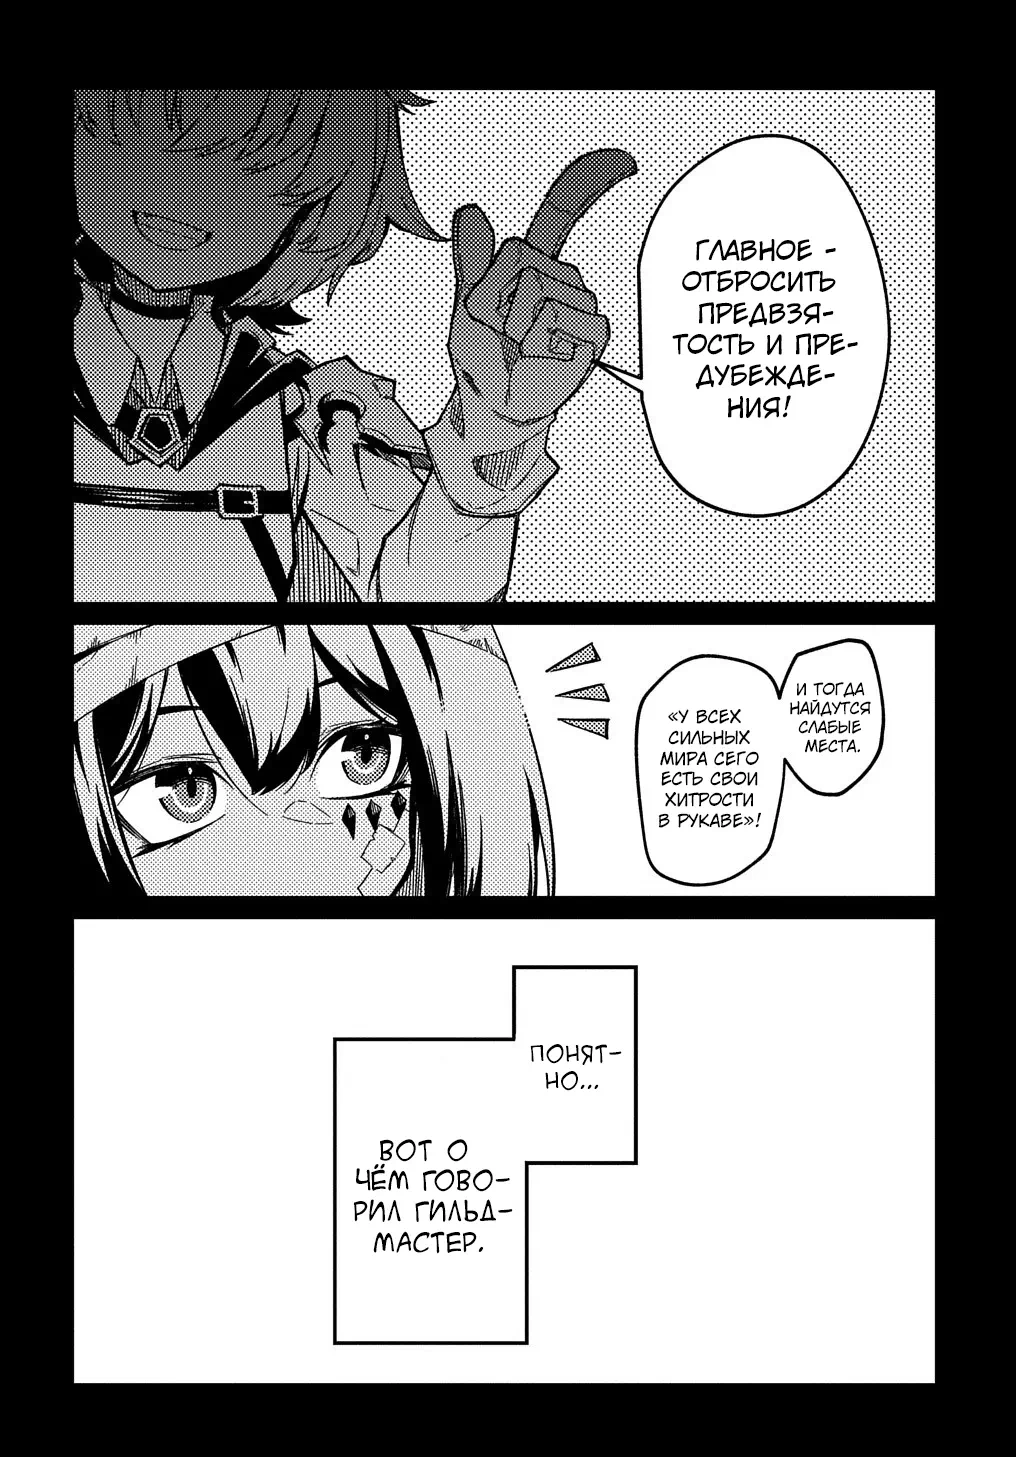 ГЛАВНОЕ -
ОТБРОСИТЬ
ПРЕДВЗЯ-
ТОСТЬ И ПРЕ-
ДУБЕЖДЕ-
НИЯ!
И ТОГДА
НАЙДУТСЯ
СЛАБЫЕ
МЕСТА.
«У ВСЕХ
СИЛЬНЫХ
МИРА СЕГО
ЕСТЬ СВОИ
ХИТРОСТИ
В РУКАВЕ»!
ПОНЯТ-
НО...
ВОТ О
ЧЁМ ГОВО-
РИЛ ГИЛЬД-
МАСТЕР.